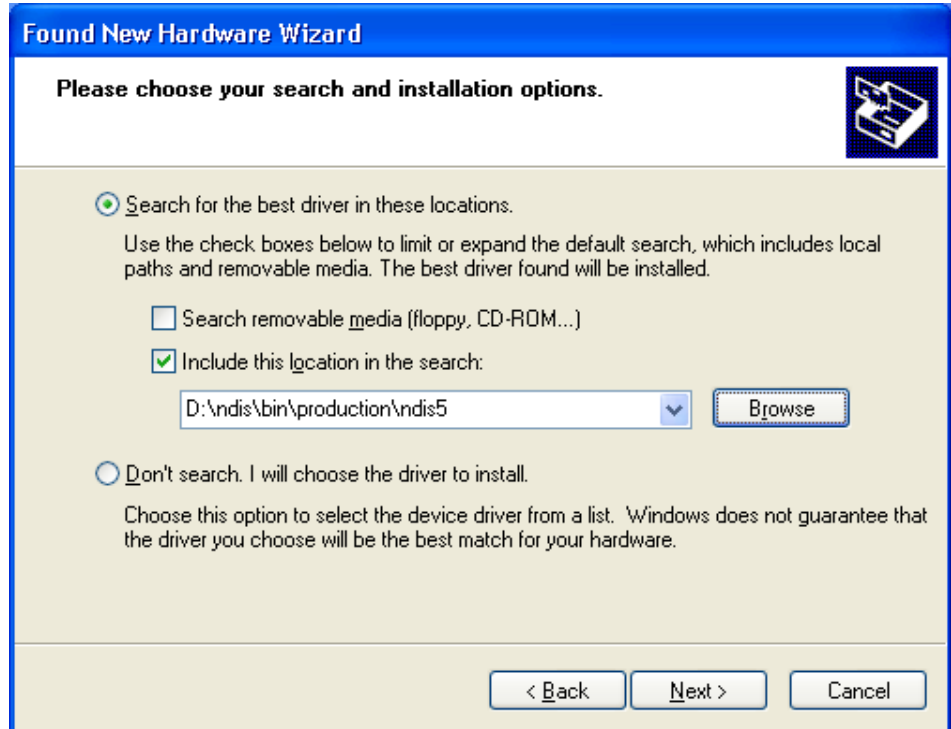 Found New Hardware Wizard
Please choose your search and installation options.
Search for the best driver in these locations.
Use the check boxes below to limit or expand the default search, which includes local
paths and removable media. The best driver found will be installed.
Search removable media (floppy, CD-ROM...)
Include this location in the search:
D:\ndis\bin\production\ndis5
Browse
Don't search. I will choose the driver to install.
Choose this option to select the device driver from a list.  Windows does not guarantee that
the driver you choose will be the best match for your hardware.
< Back
Next >
Cancel